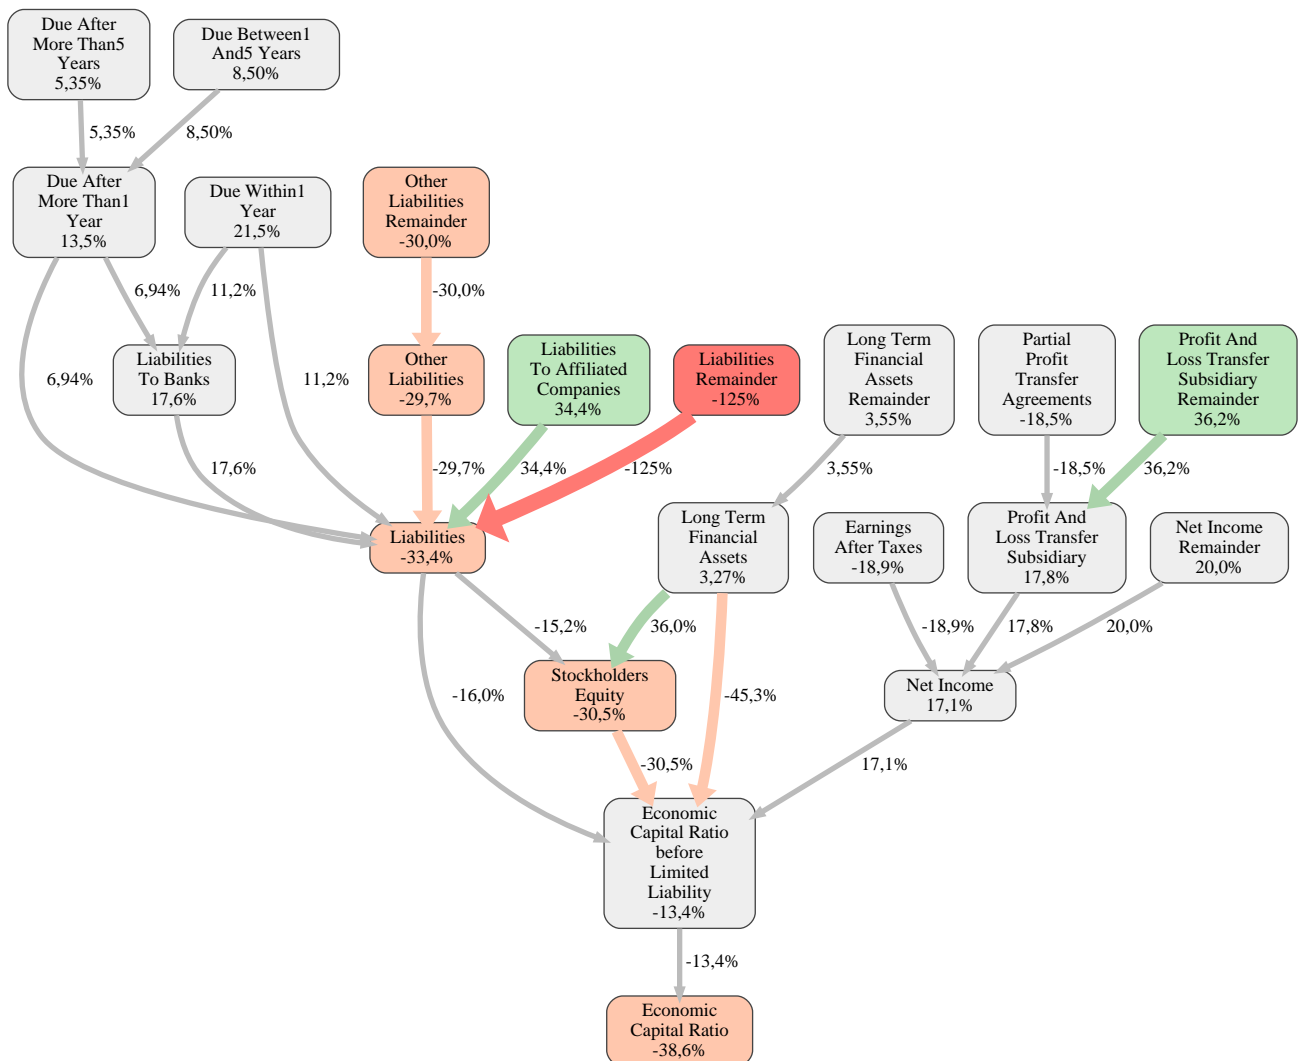 Due After
More Than5
Years
5,35%
Due Between1
And5 Years
8,50%
5,35%
8,50%
Due After
More Than1
Year
13,5%
Due Within1
Year
21,5%
Other
Liabilities
Remainder
-30,0%
6,94%
11,2%
-30,0%
6,94%
Liabilities
To Banks
17,6%
11,2%
Other
Liabilities
-29,7%
Liabilities
To Affiliated
Companies
34,4%
Liabilities
Remainder
-125%
Long Term
Financial
Assets
Remainder
3,55%
Partial
Profit
Transfer
Agreements
-18,5%
Profit And
Loss Transfer
Subsidiary
Remainder
36,2%
17,6%
-29,7%
34,4%
-125%
3,55%
-18,5%
36,2%
Liabilities
-33,4%
Long Term
Financial
Assets
3,27%
Earnings
After Taxes
-18,9%
Profit And
Loss Transfer
Subsidiary
17,8%
Net Income
Remainder
20,0%
-15,2%
36,0%
-18,9%
17,8%
20,0%
-16,0%
Stockholders
Equity
-30,5%
-45,3%
Net Income
17,1%
-30,5%
17,1%
Economic
Capital Ratio
before
Limited
Liability
-13,4%
-13,4%
Economic
Capital Ratio
-38,6%